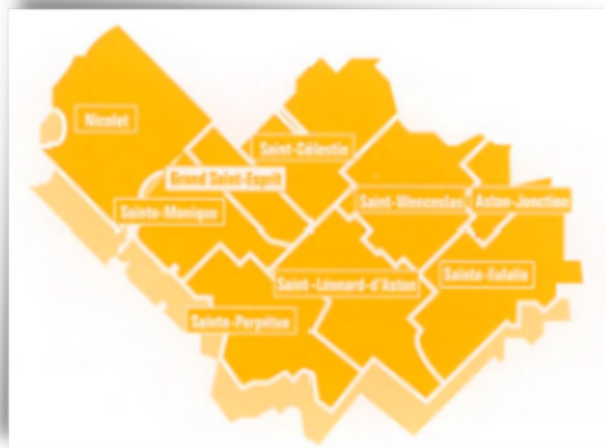 Nicolet
Saint-Célestin
Grand Saint-Esprit
Sainte-Monique
Saint-Wenceslas
Aston-Jonction
Sainte-Eulalie
Saint-Léonard-d'Aston
Sainte-Perpétue